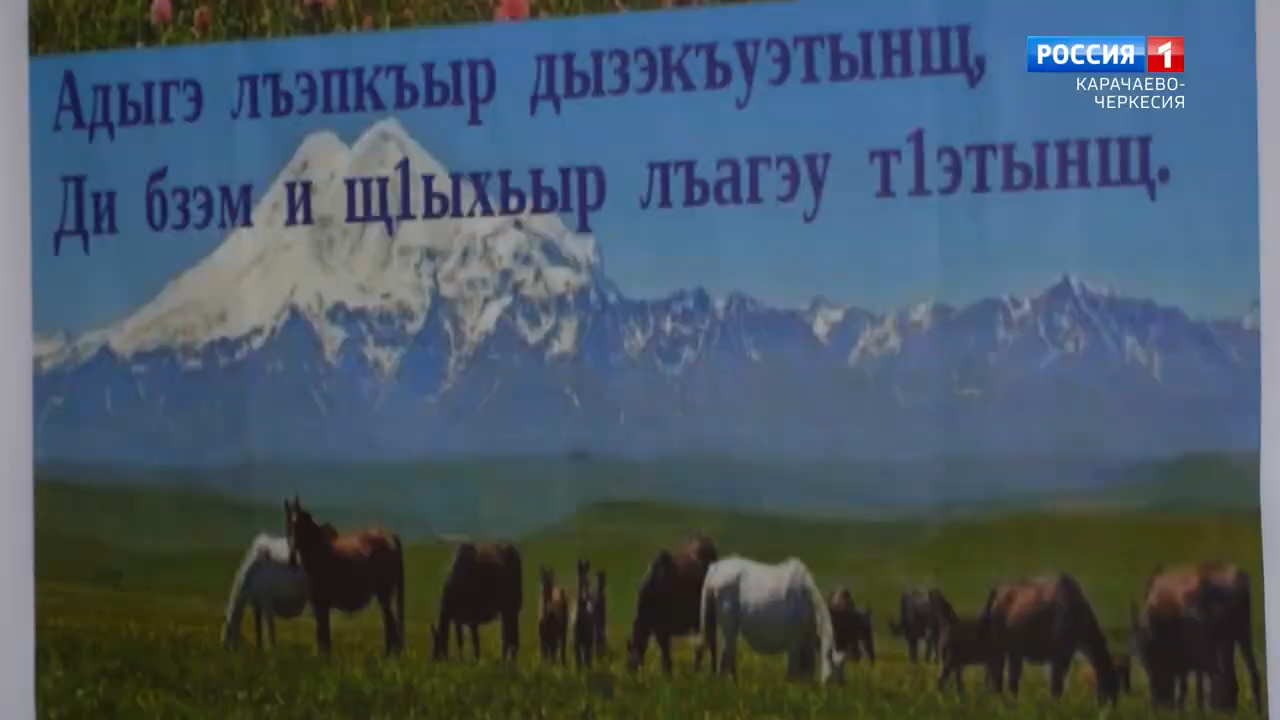 РОССИЯ 1
КАРАЧАЕВО-
ЧЕРКЕСИЯ
Адыгэ лъэпкъыр дызэкъуэтынщ,
Ди бзэм и щ1ыхьыр лъагэу т1этынщ.